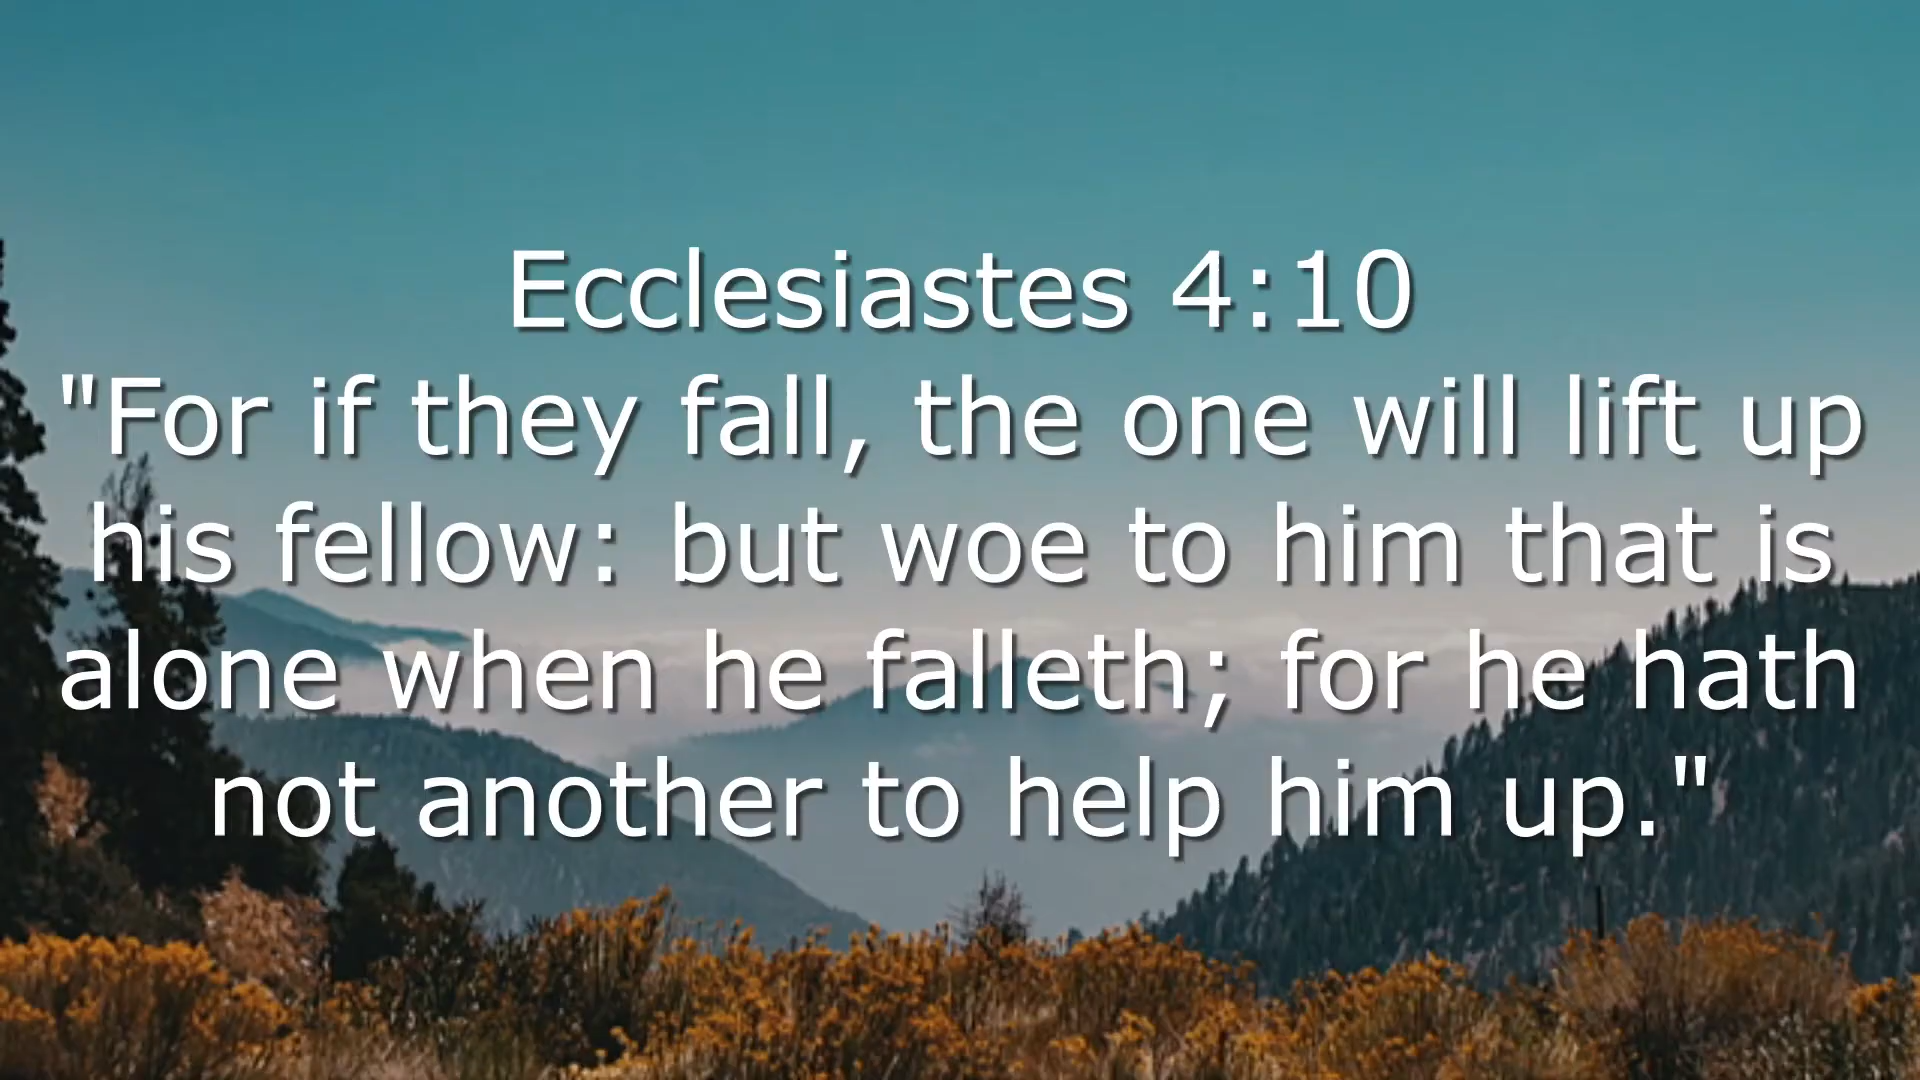 Ecclesiastes 4:10
"For if they fall, the one will lift up
his fellow: but woe to him that is
alone when he falleth; for he hath
not another to help him up."